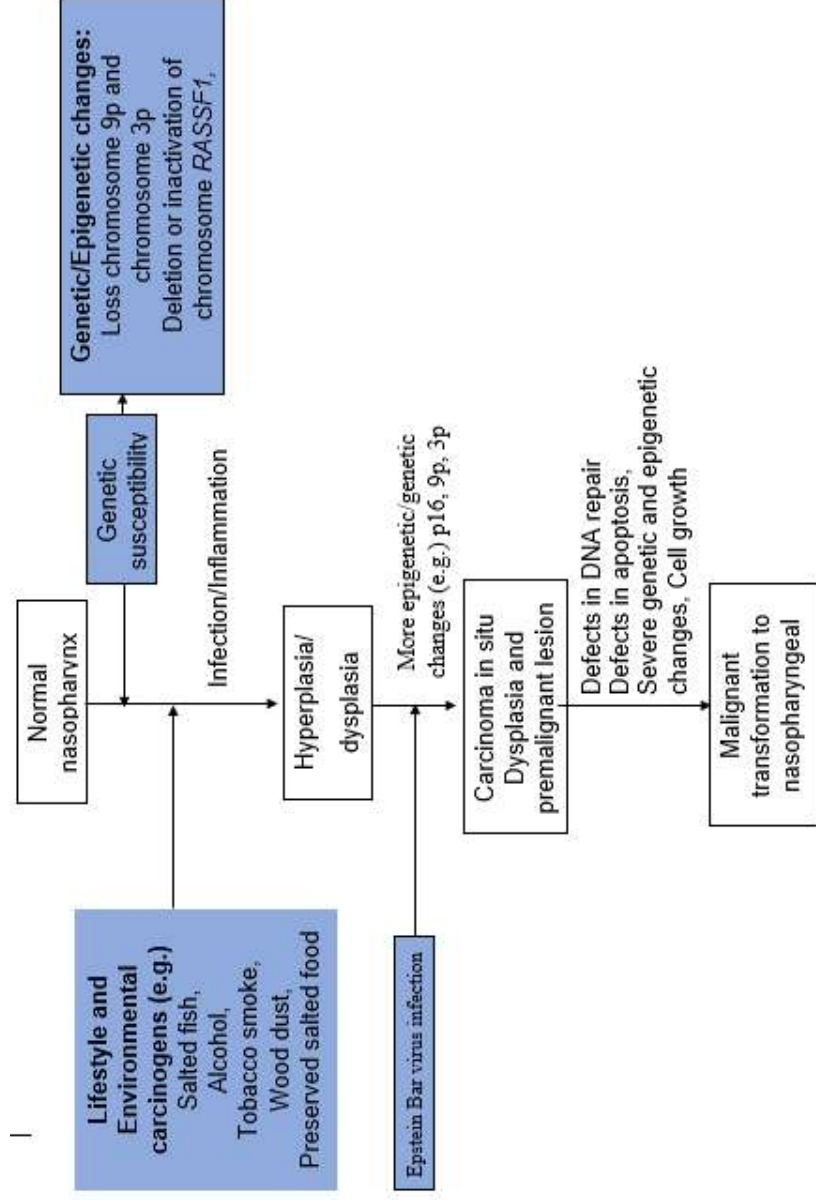 Normal
nasopharvnx
Genetic
susceptibility
Genetic/Epigenetic changes:
Loss chromosome 9p and
chromosome 3p
Deletion or inactivation of
chromosome RASSF1,
Lifestyle and
Environmental
carcinogens (e.g.)
Salted fish,
Alcohol,
Tobacco smoke,
Wood dust,
Preserved salted food
Infection/Inflammation
Hyperplasia/
dysplasia
Epstein Bar virus infection
More epigenetic/genetic
changes (e.g.) p16, 9p, 3p
Carcinoma in situ
Dysplasia and
premalignant lesion
Defects in DNA repair
Defects in apoptosis,
Severe genetic and epigenetic
changes, Cell growth
Malignant
transformation to
nasopharyngeal